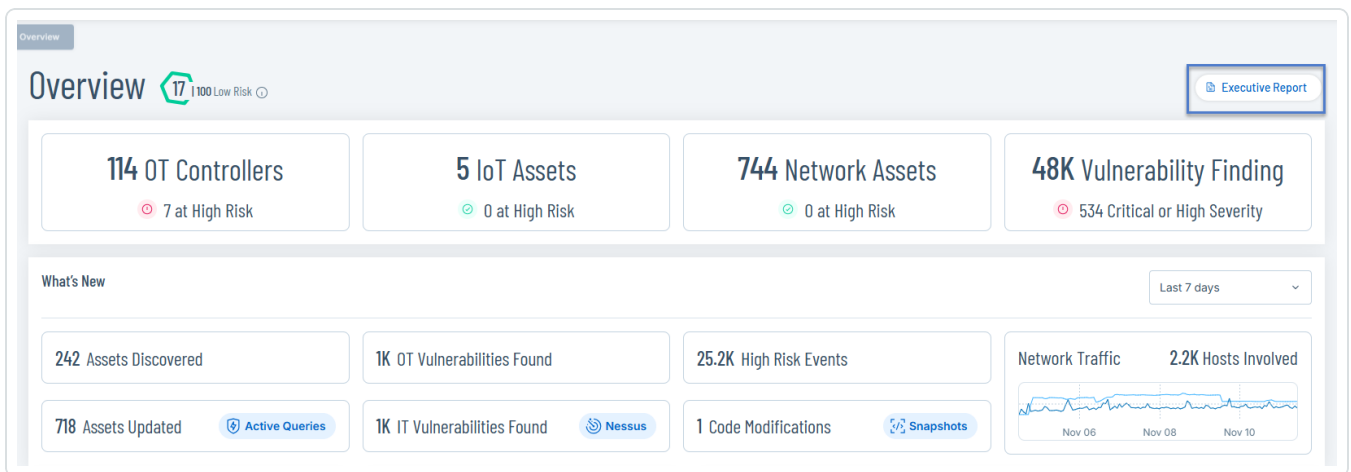 Overview
Overview 17 | 100 Low Risk
Executive Report
114 OT Controllers
7 at High Risk
5 IoT Assets
0 at High Risk
744 Network Assets
0 at High Risk
48K Vulnerability Finding
534 Critical or High Severity
What's New
Last 7 days
242 Assets Discovered
1K OT Vulnerabilities Found
25.2K High Risk Events
Network Traffic 2.2K Hosts Involved
718 Assets Updated Active Queries
1K IT Vulnerabilities Found Nessus
1 Code Modifications Snapshots
Nov 06 Nov 08 Nov 10